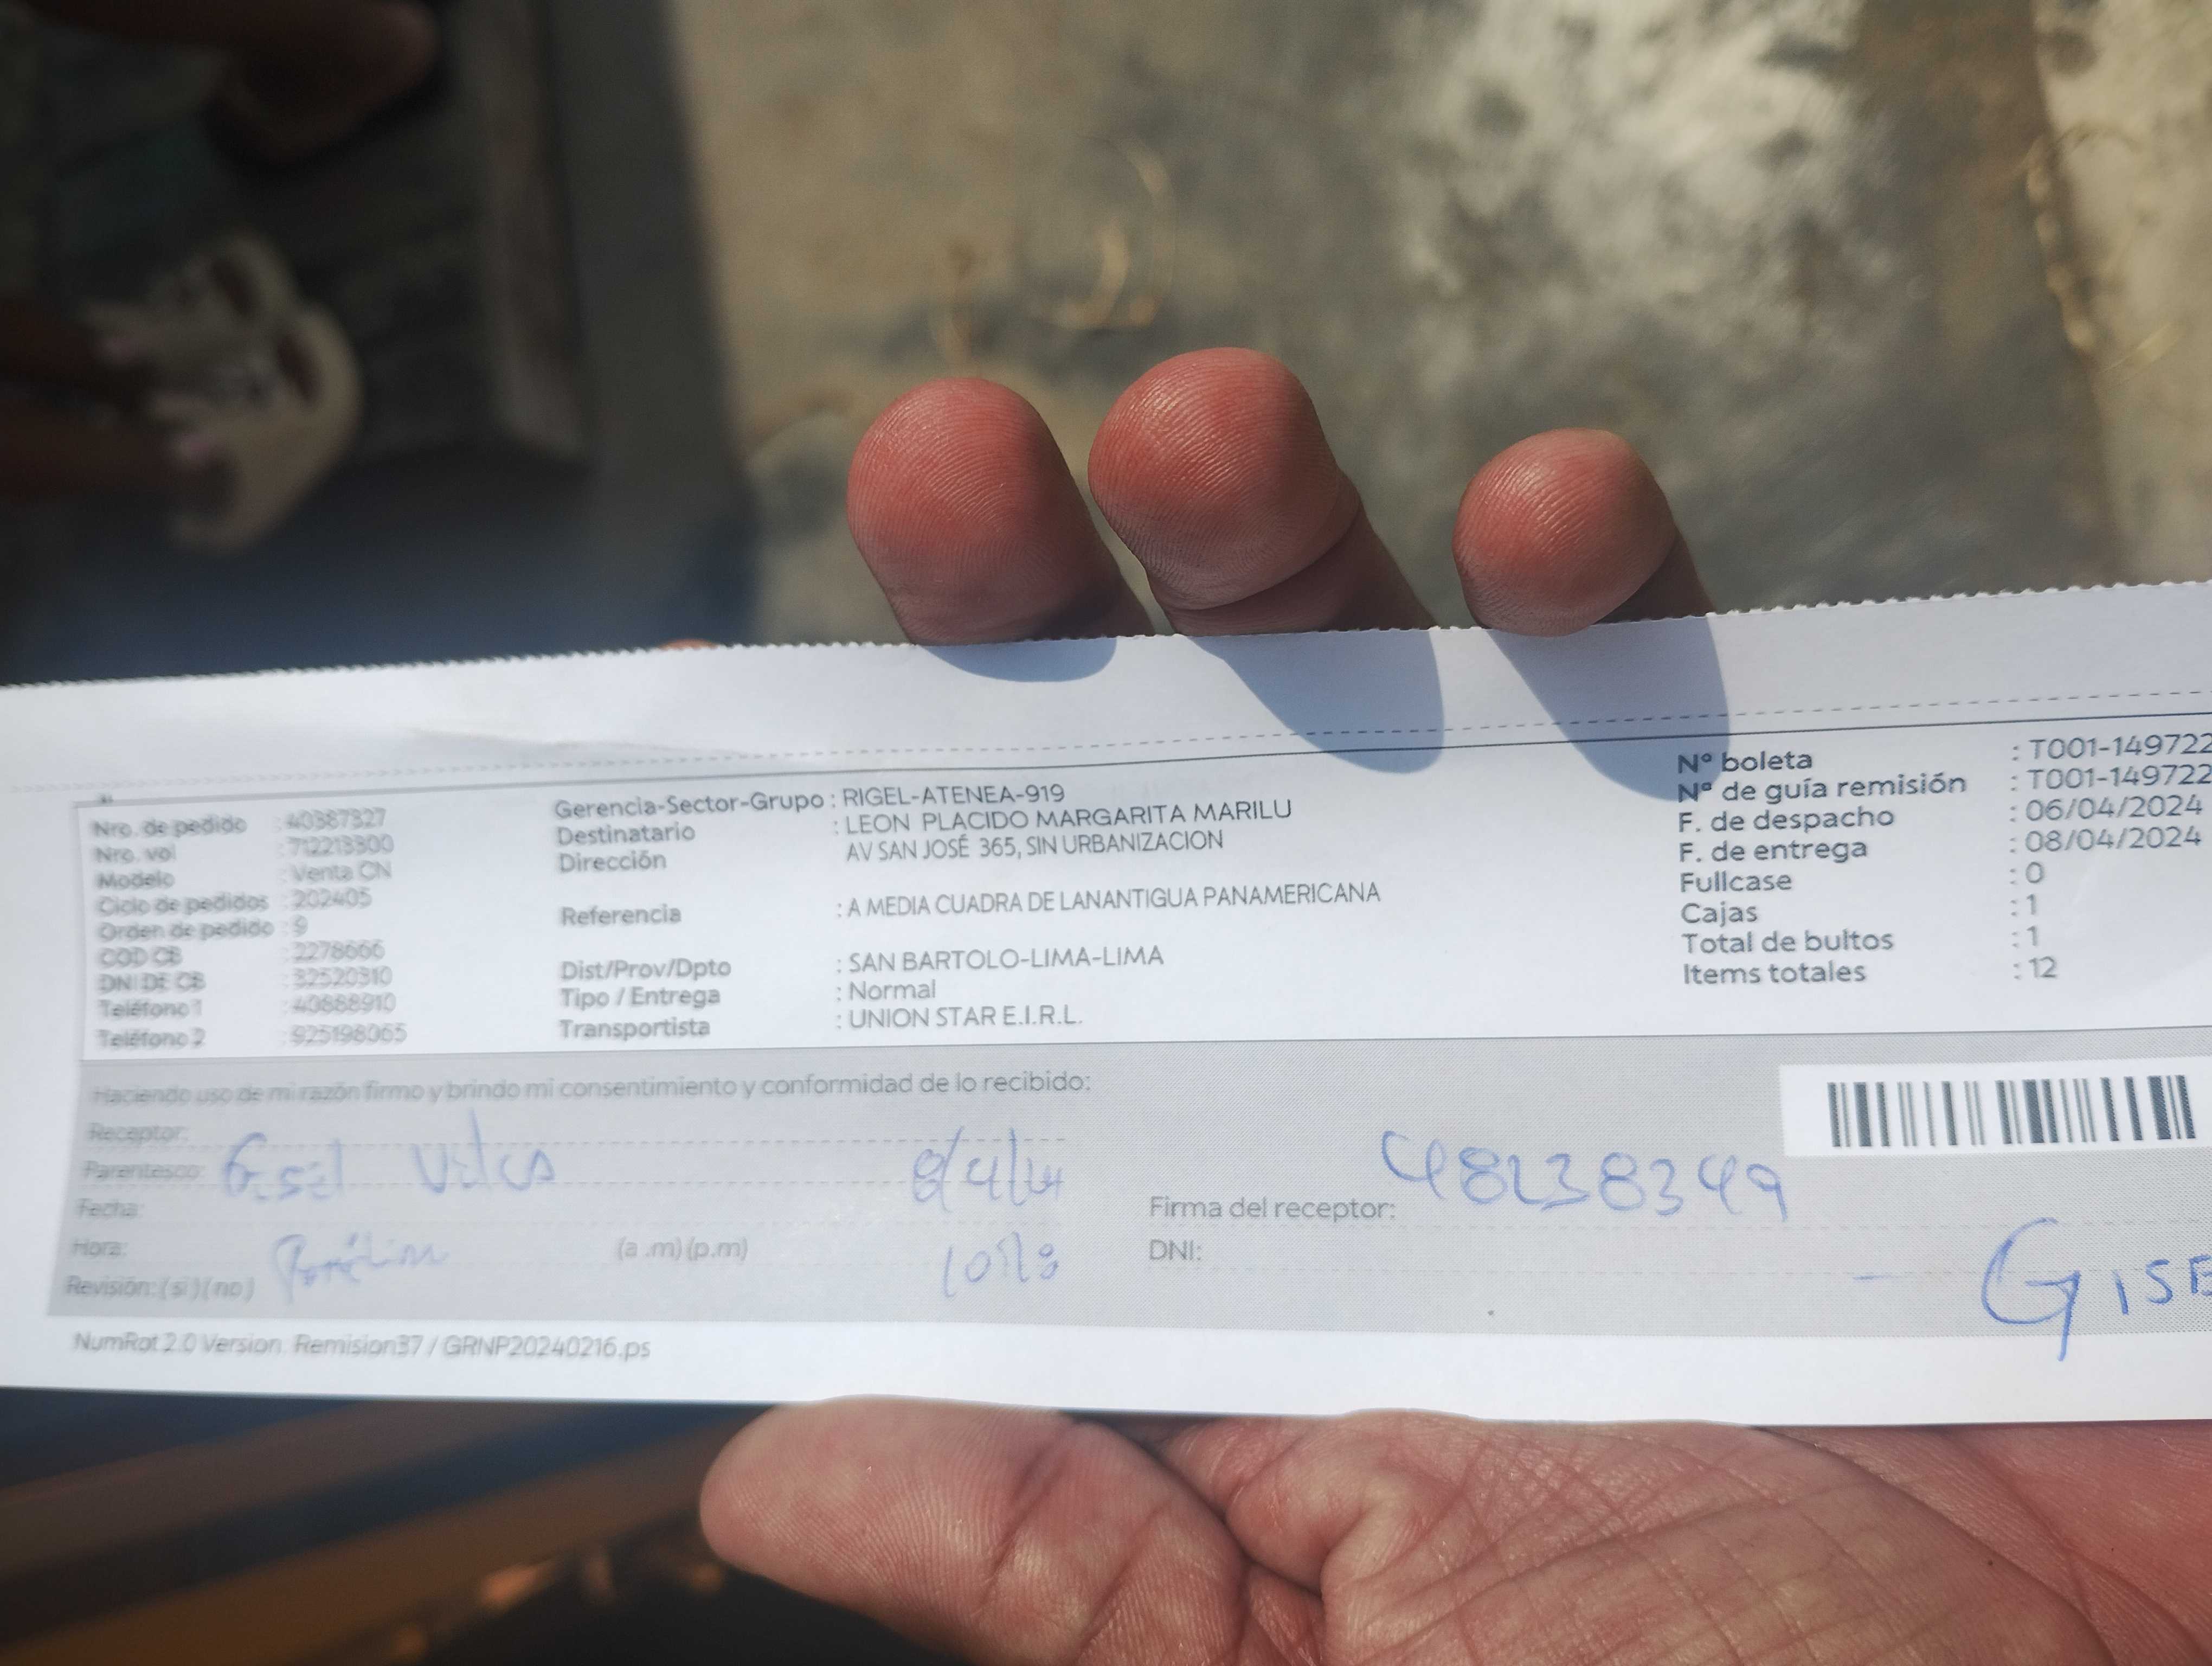 Nro. de pedido : 40387327
Nro. vol : 712213300
Modelo : Venta CN
Ciclo de pedidos : 202405
Orden de pedido : 9
COD CB : 2278666
DNI DE CB : 32520310
Teléfono 1 : 40888910
Teléfono 2 : 925198065
Gerencia-Sector-Grupo : RIGEL-ATENEA-919
Destinatario : LEON PLACIDO MARGARITA MARILU
Dirección AV SAN JOSÉ 365, SIN URBANIZACION
Referencia : A MEDIA CUADRA DE LANANTIGUA PANAMERICANA
Dist/Prov/Dpto : SAN BARTOLO-LIMA-LIMA
Tipo / Entrega : Normal
Transportista : UNION STAR E.I.R.L.
Nº boleta : T001-149722
Nº de guía remisión : T001-149722
F. de despacho : 06/04/2024
F. de entrega : 08/04/2024
Fullcase : 0
Cajas : 1
Total de bultos : 1
Items totales : 12
Haciendo uso de mi razón firmo y brindo mi consentimiento y conformidad de lo recibido:
Receptor:
Parentesco:
Fecha:
Hora: (a .m) (p.m)
Revisión: (si) (no)
Firma del receptor: 48238349
DNI:
GISE
NumRot 2.0 Version. Remision37 / GRNP20240216.ps